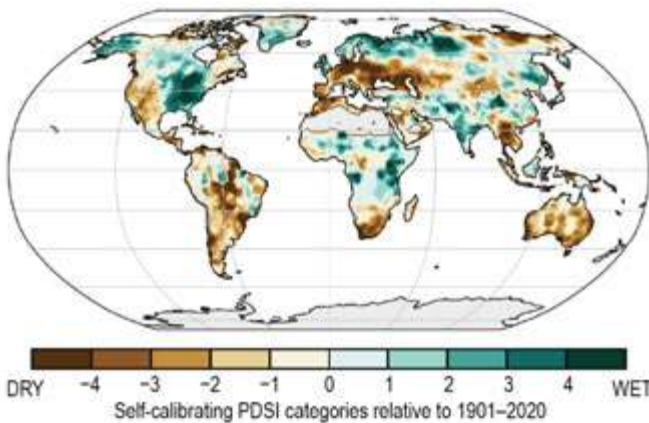 DRY −4 −3 −2 −1 0 1 2 3 4 WET
Self-calibrating PDSI categories relative to 1901–2020